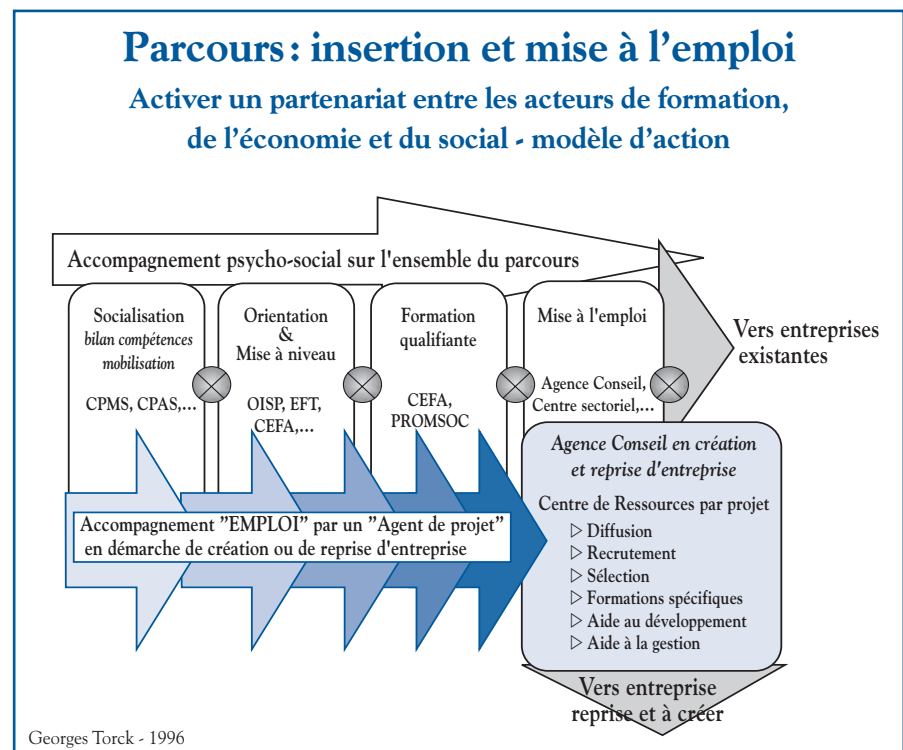 Parcours : insertion et mise à l'emploi
Activer un partenariat entre les acteurs de formation,
de l'économie et du social - modèle d'action
Accompagnement psycho-social sur l'ensemble du parcours
Socialisation
bilan compétences
mobilisation
CPMS, CPAS,...
Orientation
&
Mise à niveau
OISP, EFT,
CEFA,...
Formation
qualifiante
CEFA,
PROMSOC
Mise à l'emploi
Agence Conseil,
Centre sectoriel,...
Vers entreprises
existantes
Agence Conseil en création
et reprise d'entreprise
Centre de Ressources par projet
▷ Diffusion
▷ Recrutement
▷ Sélection
▷ Formations spécifiques
▷ Aide au développement
▷ Aide à la gestion
Accompagnement "EMPLOI" par un "Agent de projet"
en démarche de création ou de reprise d'entreprise
Vers entreprise
reprise et à créer
Georges Torck - 1996